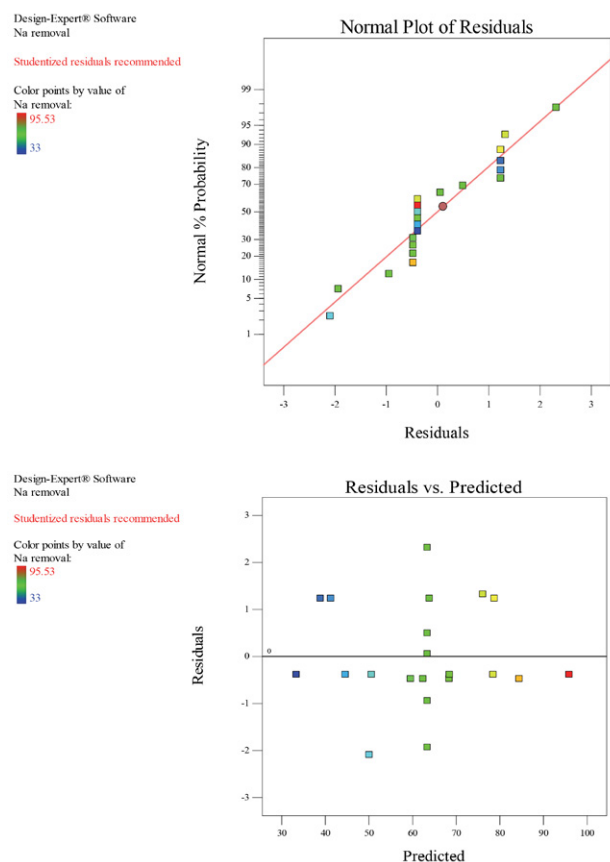 Design-Expert® Software
Na removal
Studentized residuals recommended
Color points by value of
Na removal:
95.53
33
Normal Plot of Residuals
Normal % Probability
99
95
90
80
70
50
30
20
10
5
1
-3 -2 -1 0 1 2 3
Residuals
Design-Expert® Software
Na removal
Studentized residuals recommended
Color points by value of
Na removal:
95.53
33
Residuals vs. Predicted
Residuals
3
2
1
0
0
-1
-2
-3
30 40 50 60 70 80 90 100
Predicted